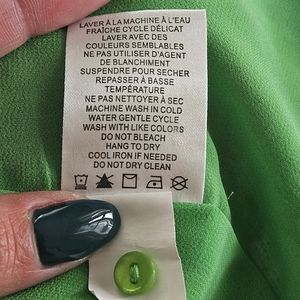 LAVER À LA MACHINE À L'EAU
FRAÎCHE CYCLE DÉLICAT
LAVER AVEC DES
COULEURS SEMBLABLES
NE PAS UTILISER D'AGENT
DE BLANCHIMENT
SUSPENDRE POUR SÉCHER
REPASSER À BASSE
TEMPÉRATURE
NE PAS NETTOYER À SEC
MACHINE WASH IN COLD
WATER GENTLE CYCLE
WASH WITH LIKE COLORS
DO NOT BLEACH
HANG TO DRY
COOL IRON IF NEEDED
DO NOT DRY CLEAN